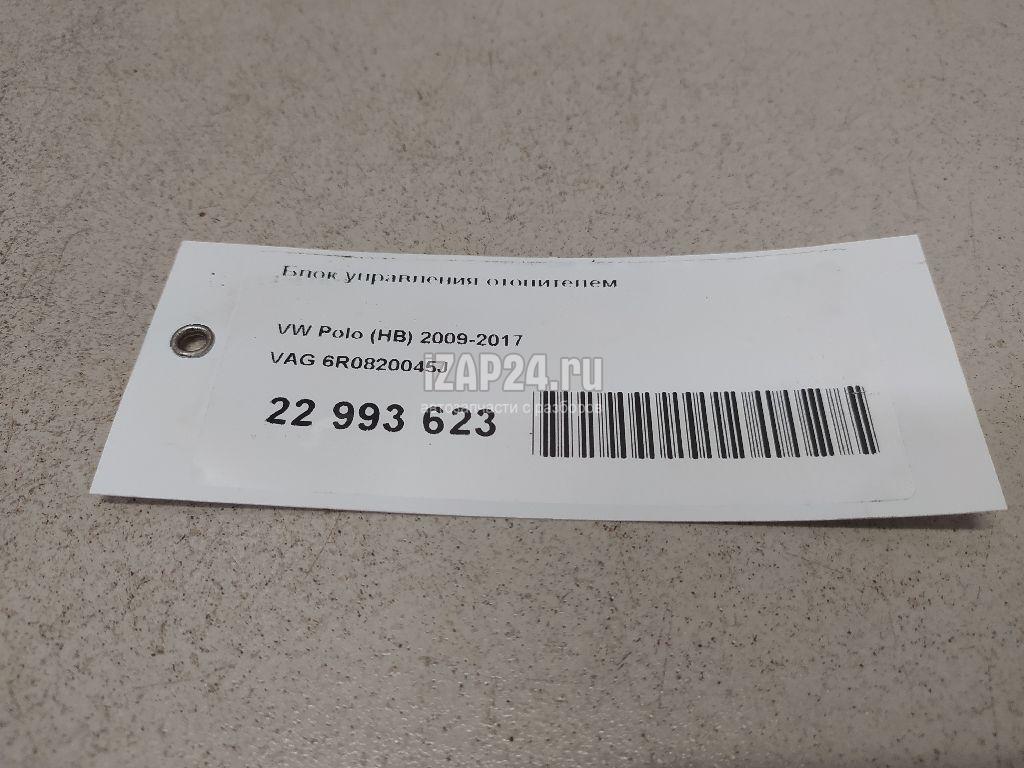 Блок управления отопителем
VW Polo (HB) 2009-2017
VAG 6R0820045J
iZAP24.ru
автозапчасти с разборов
22 993 623